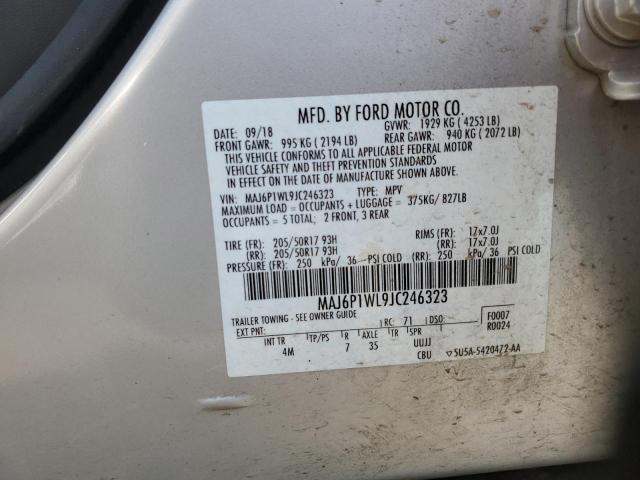 MFD. BY FORD MOTOR CO.
DATE: 09/18 GVWR: 1929 KG ( 4253 LB)
FRONT GAWR: 995 KG ( 2194 LB) REAR GAWR: 940 KG ( 2072 LB)
THIS VEHICLE CONFORMS TO ALL APPLICABLE FEDERAL MOTOR
VEHICLE SAFETY AND THEFT PREVENTION STANDARDS
IN EFFECT ON THE DATE OF MANUFACTURE SHOWN ABOVE
VIN: MAJ6P1WL9JC246323 TYPE: MPV
MAXIMUM LOAD = OCCUPANTS + LUGGAGE = 375KG/ 827LB
OCCUPANTS = 5 TOTAL; 2 FRONT, 3 REAR
TIRE (FR): 205/50R17 93H RIMS (FR): 17x7.0J
(RR): 205/50R17 93H (RR): 17x7.0J
PRESSURE (FR): 250 kPa/ 36 PSI COLD (RR): 250 kPa/ 36 PSI COLD
MAJ6P1WL9JC246323
TRAILER TOWING - SEE OWNER GUIDE F0007
EXT PNT: RC: 71 DSO: R0024
INT TR TP/PS R AXLE TR SPR
4M 7 35 UUJJ
CBU ▽5U5A-5420472-AA